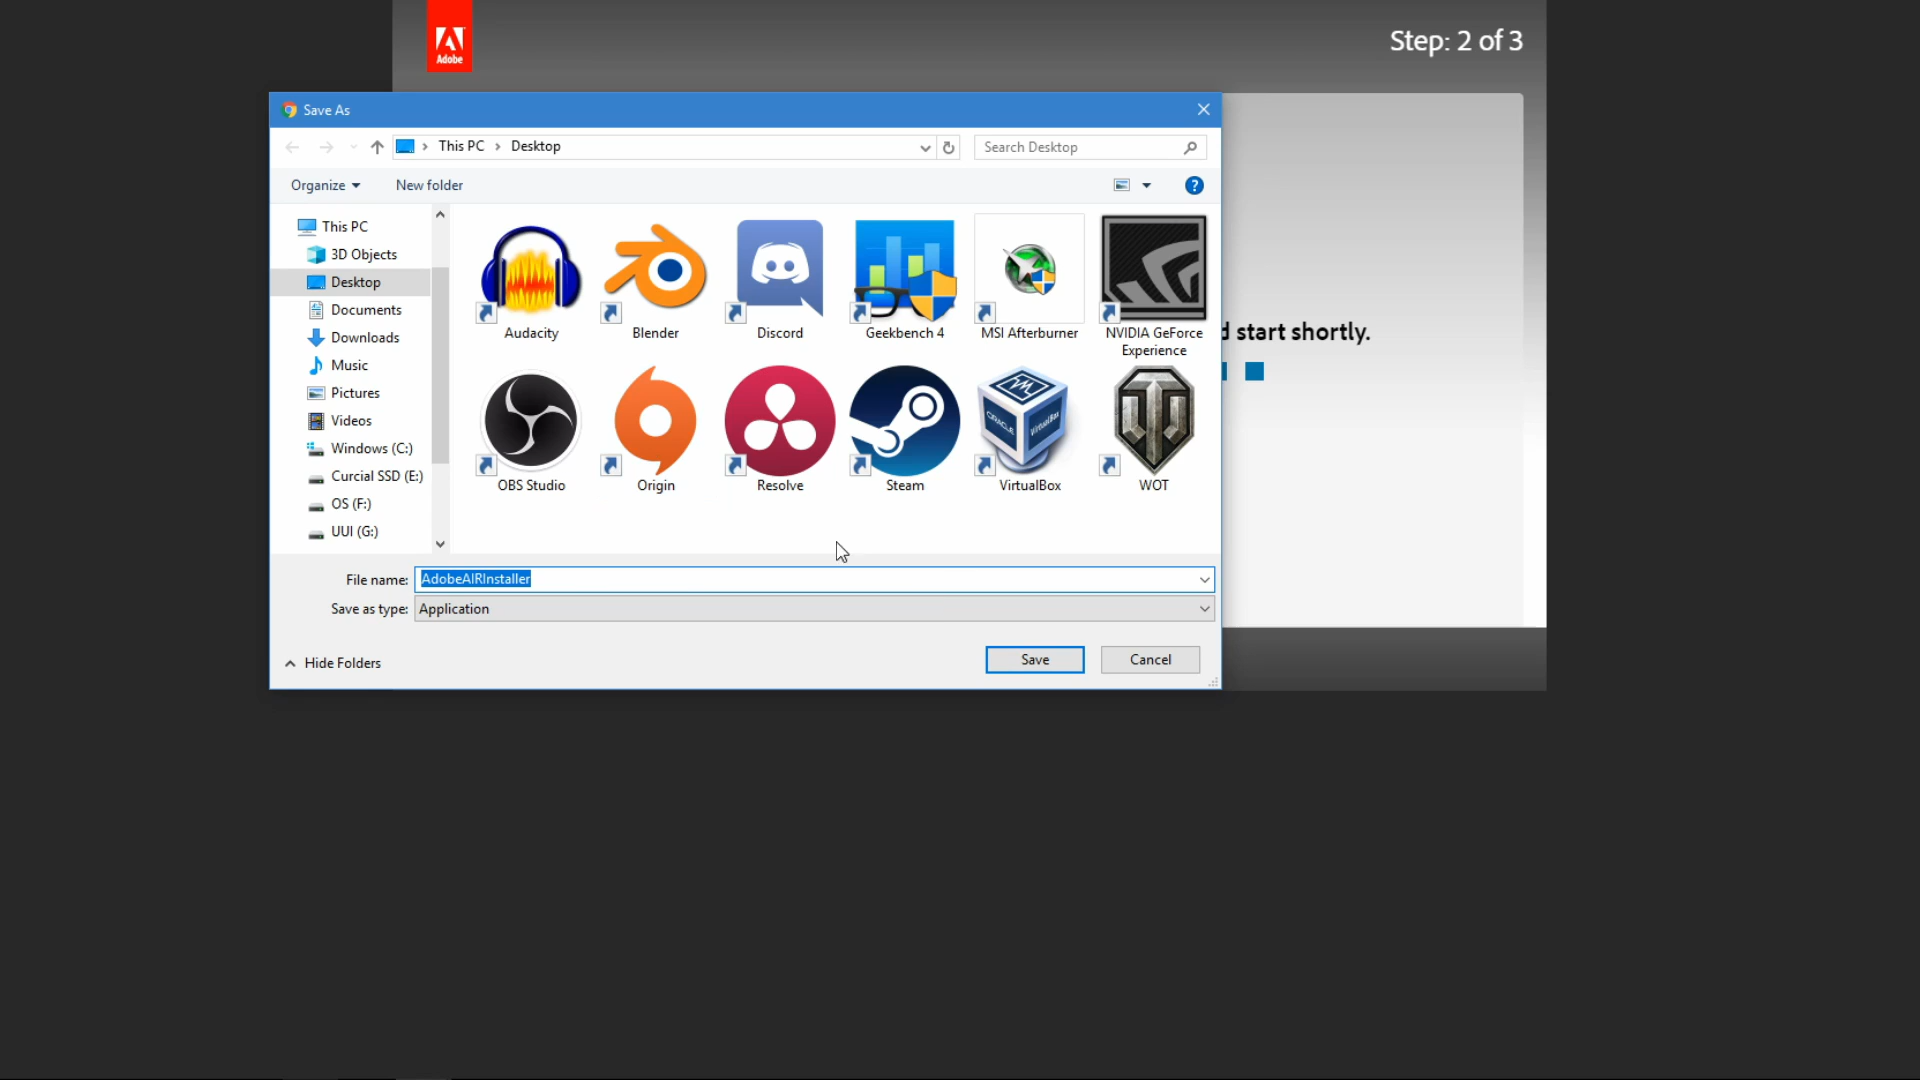 Adobe
Step: 2 of 3
Save As
This PC
Desktop
Search Desktop
Organize
New folder
This PC
3D Objects
Desktop
Documents
Downloads
Music
Pictures
Videos
Windows (C:)
Curcial SSD (E:)
OS (F:)
UUI (G:)
Audacity
Blender
Discord
Geekbench 4
MSI Afterburner
NVIDIA GeForce
Experience
OBS Studio
Origin
Resolve
Steam
ORACLE
VirtualBox
VirtualBox
WOT
start shortly.
File name: AdobeAIRInstaller
Save as type: Application
Hide Folders
Save
Cancel